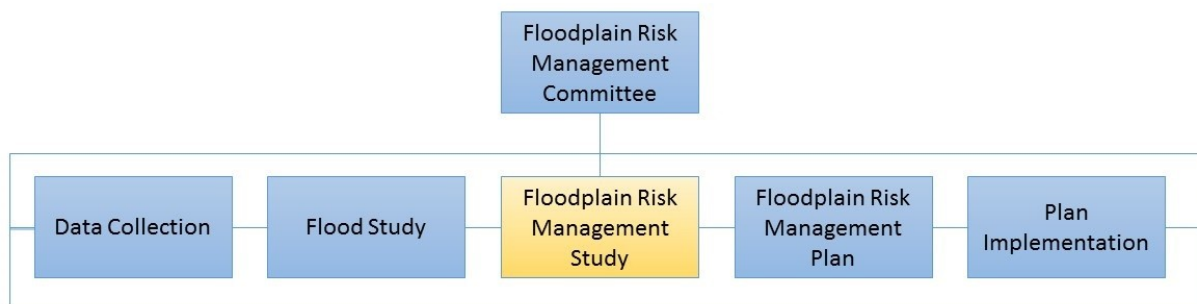 Floodplain Risk
Management
Committee
Data Collection
Flood Study
Floodplain Risk
Management
Study
Floodplain Risk
Management
Plan
Plan
Implementation